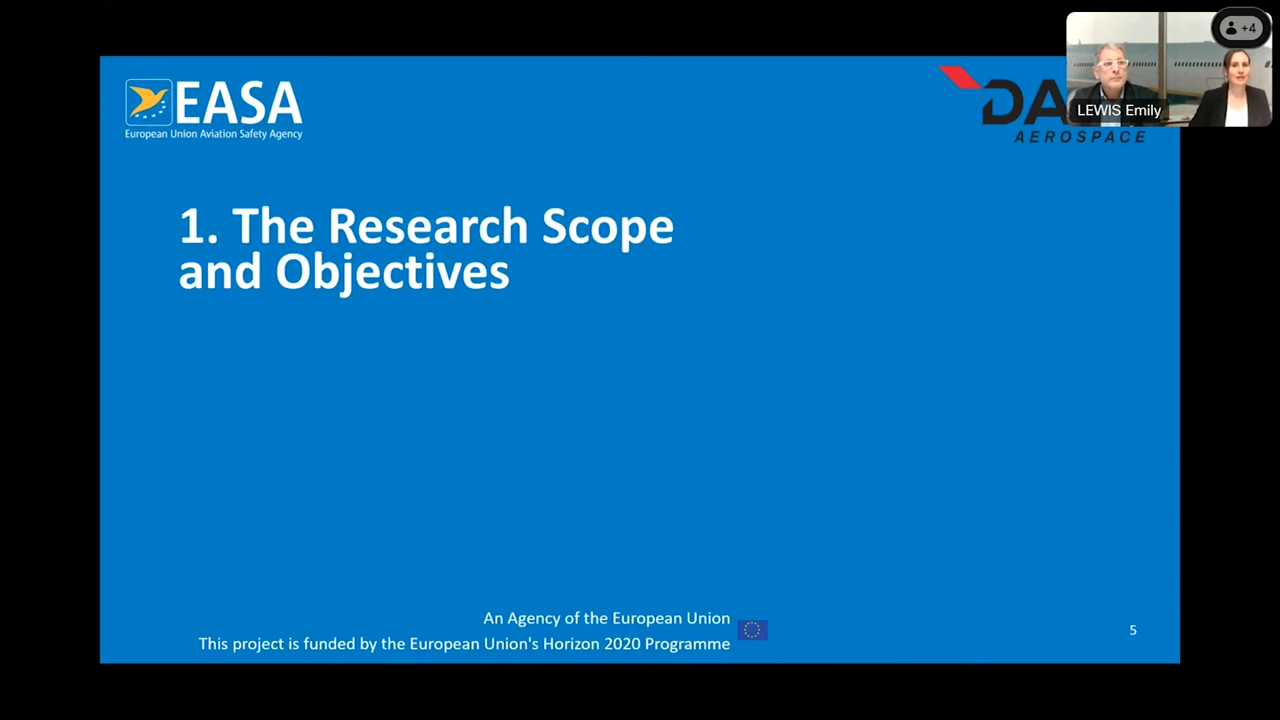 EASA
European Union Aviation Safety Agency
AEROSPACE
+4
LEWIS Emily
1. The Research Scope
and Objectives
An Agency of the European Union
This project is funded by the European Union's Horizon 2020 Programme
5